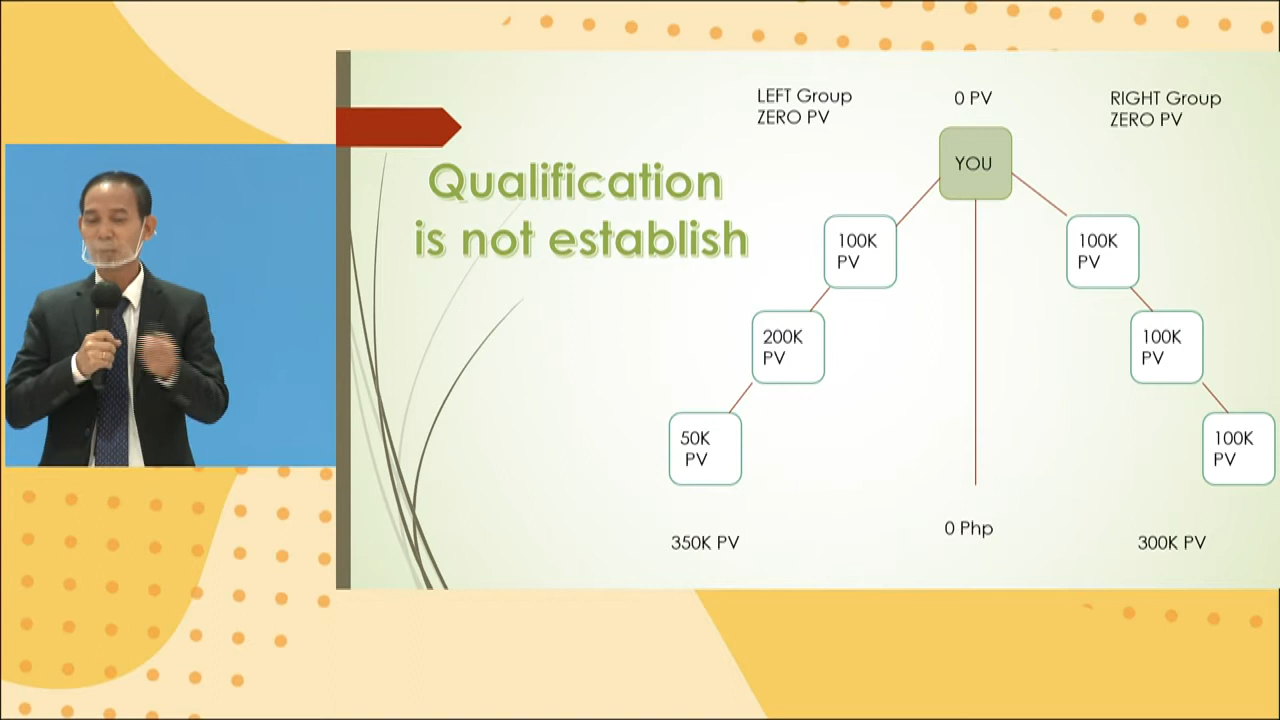 LEFT Group
ZERO PV
0 PV
RIGHT Group
ZERO PV
Qualification
is not establish
YOU
100K
PV
100K
PV
200K
PV
100K
PV
50K
PV
100K
PV
350K PV
0 Php
300K PV